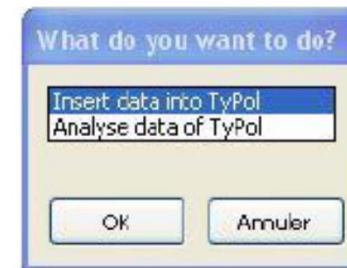 What do you want to do?
Insert data into TyPol
Analyse data of TyPol
OK
Annuler